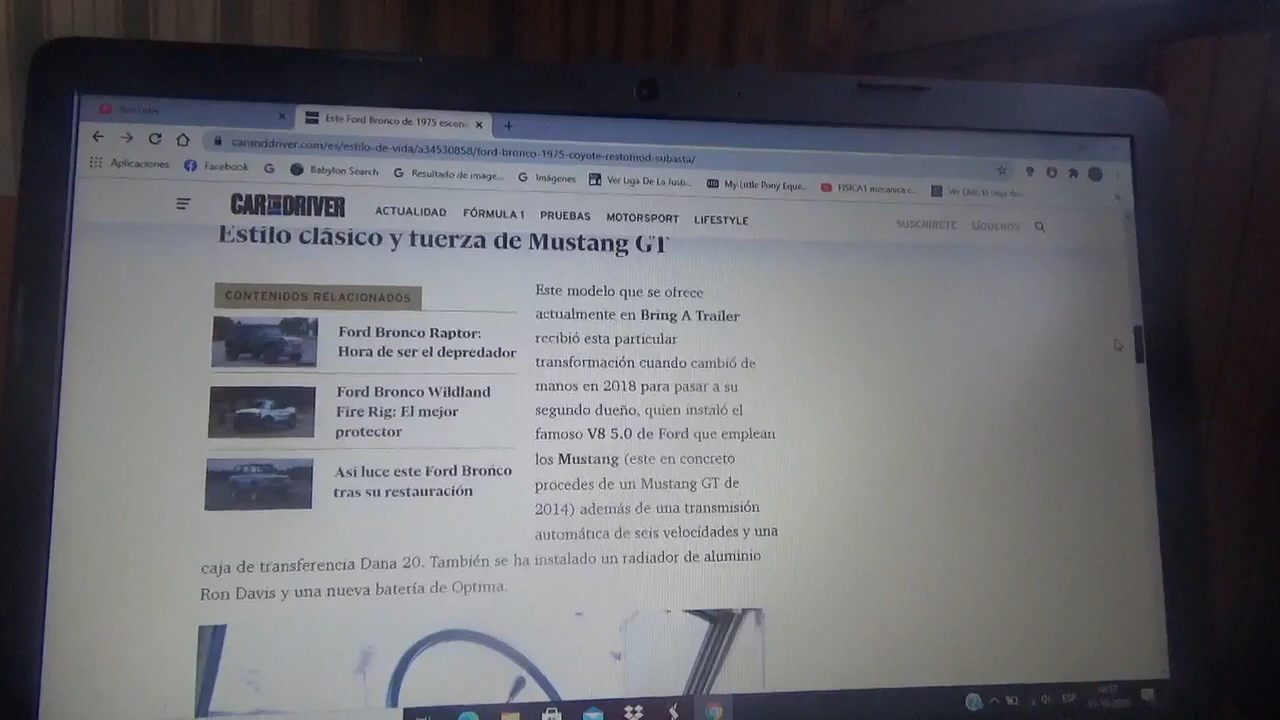 YouTube
Este Ford Bronco de 1975 escon
caranddriver.com/es/estilo-de-vida/a34530858/ford-bronco-1975-coyote-restomod-subasta/
Aplicaciones Facebook Babylon Search Resultado de image... Imágenes Ver Liga De La Justi... My Little Pony Eque... FISICA1 mecanica c...
CAR AND DRIVER ACTUALIDAD FÓRMULA 1 PRUEBAS MOTORSPORT LIFESTYLE SUSCRÍBETE SÍGUENOS
Estilo clásico y fuerza de Mustang GT
CONTENIDOS RELACIONADOS
Ford Bronco Raptor:
Hora de ser el depredador
Ford Bronco Wildland
Fire Rig: El mejor
protector
Así luce este Ford Bronco
tras su restauración
Este modelo que se ofrece
actualmente en Bring A Trailer
recibió esta particular
transformación cuando cambió de
manos en 2018 para pasar a su
segundo dueño, quien instaló el
famoso V8 5.0 de Ford que emplean
los Mustang (este en concreto
procedes de un Mustang GT de
2014) además de una transmisión
automática de seis velocidades y una
caja de transferencia Dana 20. También se ha instalado un radiador de aluminio
Ron Davis y una nueva batería de Optima.
ESP